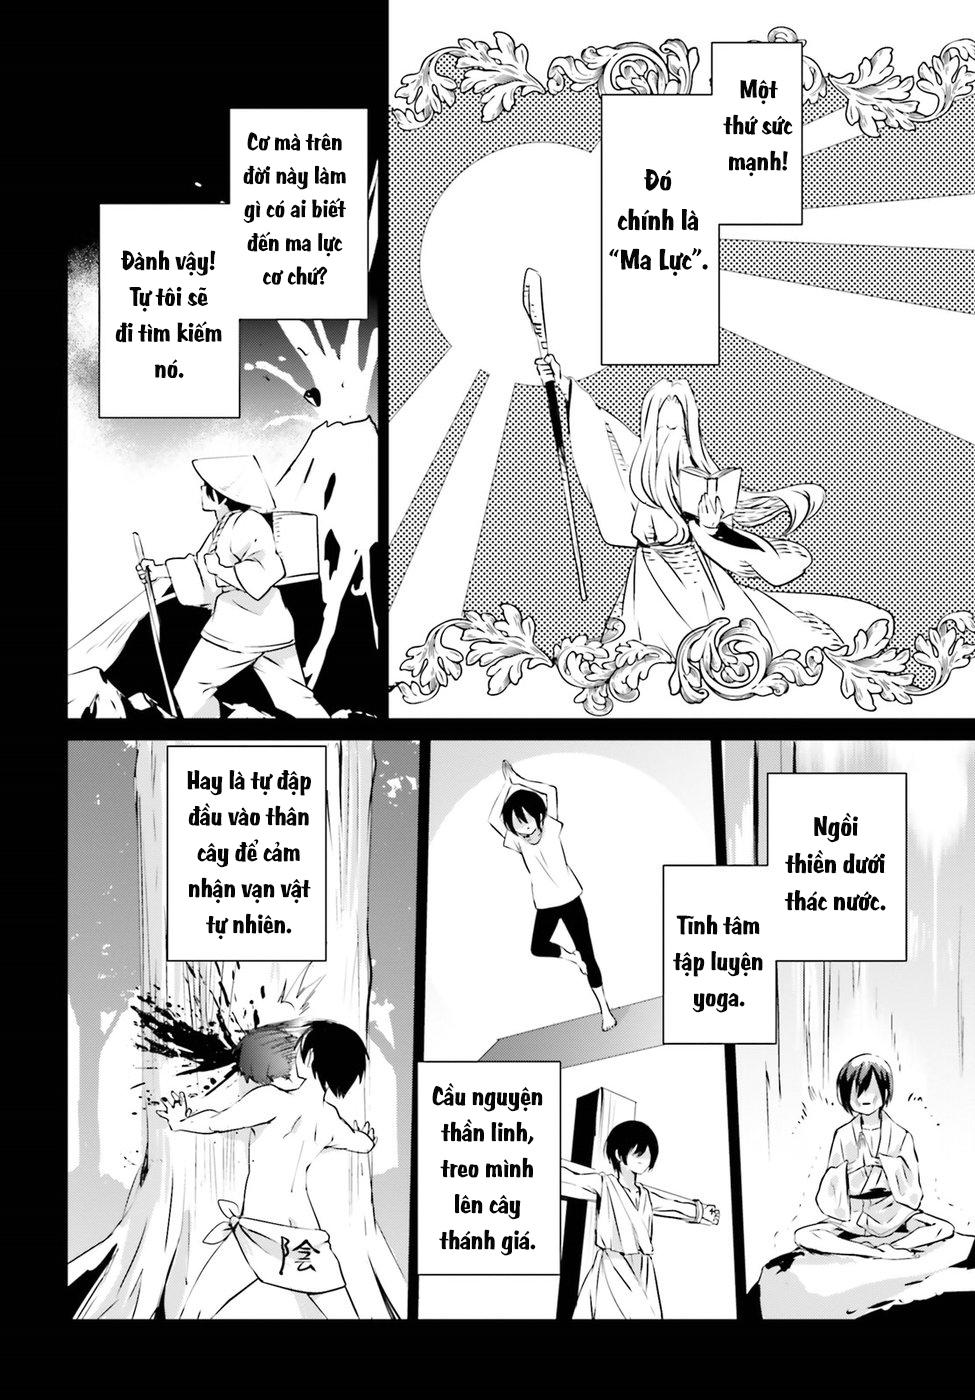 Một
thứ sức
mạnh!
Đó
chính là
“Ma Lực”.
Cơ mà trên
đời này làm
gì có ai biết
đến ma lực
cơ chứ?
Đành vậy!
Tự tôi sẽ
đi tìm kiếm
nó.
Ngồi
thiền dưới
thác nước.
Tĩnh tâm
tập luyện
yoga.
Cầu nguyện
thần linh,
treo mình
lên cây
thánh giá.
Hay là tự đập
đầu vào thân
cây để cảm
nhận vạn vật
tự nhiên.
陰